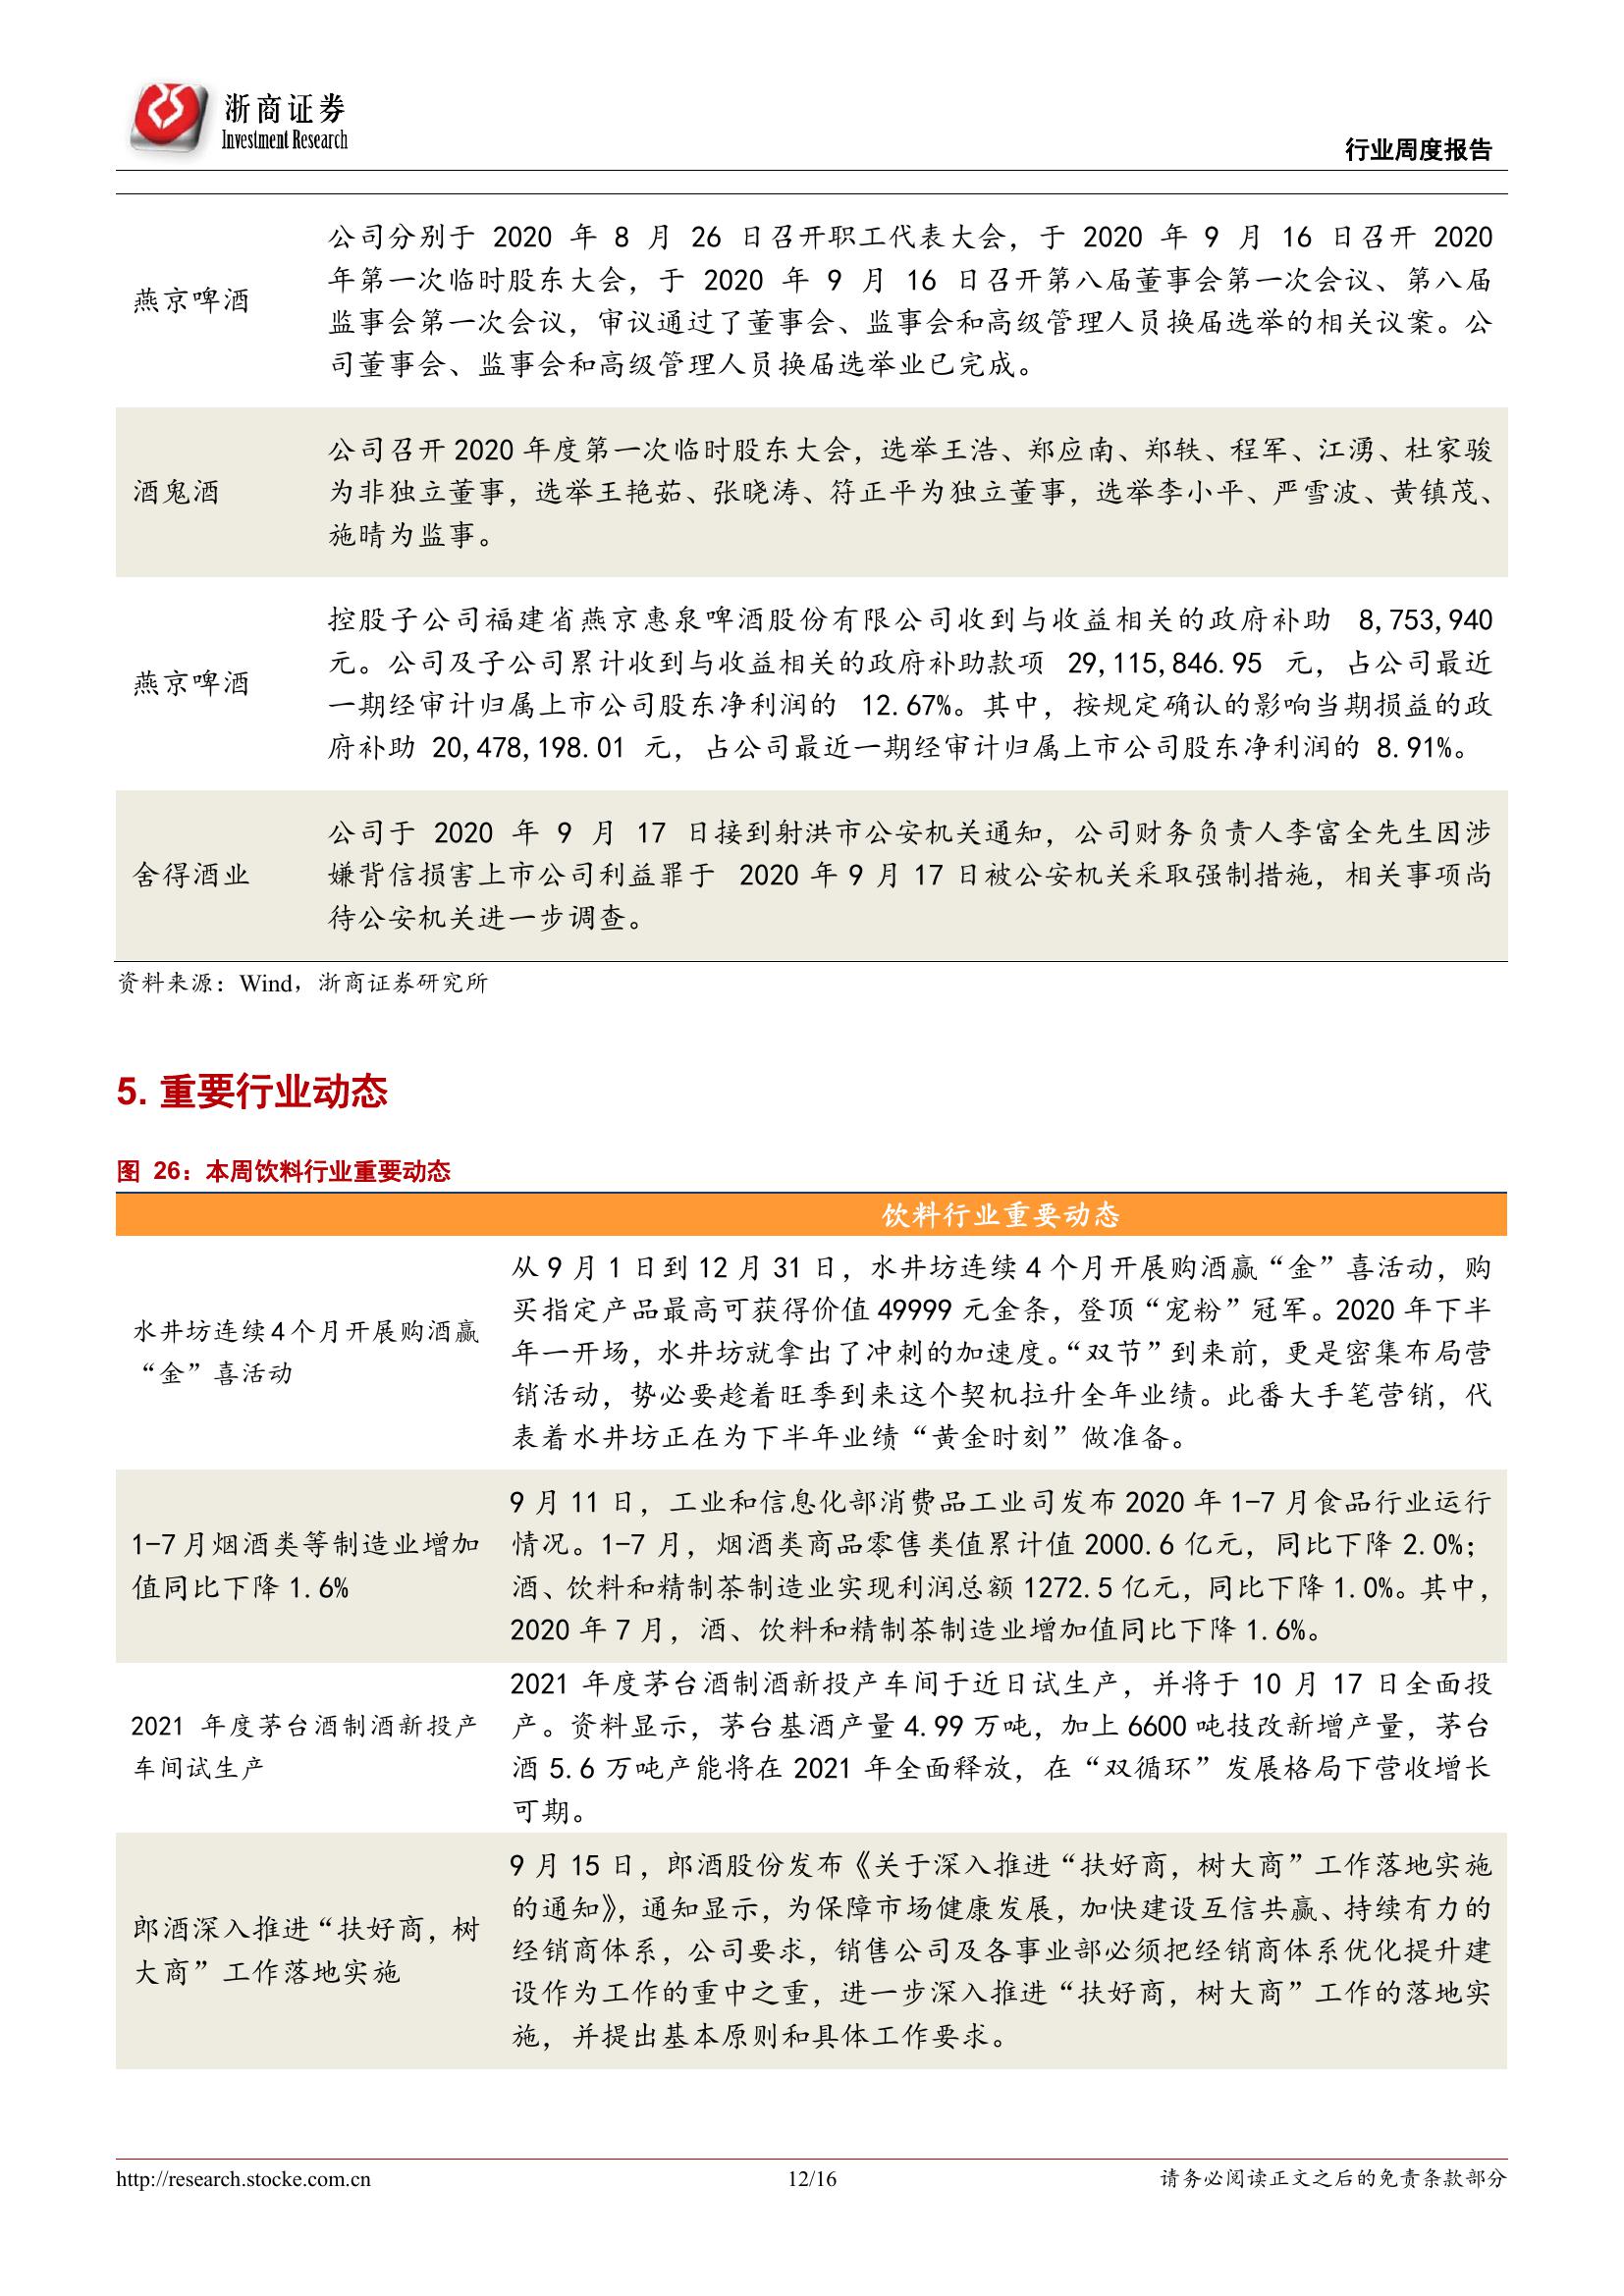 浙商证券
Investment Research
行业周度报告
公司分别于 2020 年 8 月 26 日召开职工代表大会，于 2020 年 9 月 16 日召开 2020
年第一次临时股东大会，于 2020 年 9 月 16 日召开第八届董事会第一次会议、第八届
燕京啤酒
监事会第一次会议，审议通过了董事会、监事会和高级管理人员换届选举的相关议案。公
司董事会、监事会和高级管理人员换届选举业已完成。
公司召开 2020 年度第一次临时股东大会，选举王浩、郑应南、郑轶、程军、江湧、杜家骏
酒鬼酒
为非独立董事，选举王艳茹、张晓涛、符正平为独立董事，选举李小平、严雪波、黄镇茂、
施晴为监事。
控股子公司福建省燕京惠泉啤酒股份有限公司收到与收益相关的政府补助 8,753,940
元。公司及子公司累计收到与收益相关的政府补助款项 29,115,846.95 元，占公司最近
燕京啤酒
一期经审计归属上市公司股东净利润的 12.67%。其中，按规定确认的影响当期损益的政
府补助 20,478,198.01 元，占公司最近一期经审计归属上市公司股东净利润的 8.91%。
公司于 2020 年 9 月 17 日接到射洪市公安机关通知，公司财务负责人李富全先生因涉
舍得酒业
嫌背信损害上市公司利益罪于 2020 年 9 月 17 日被公安机关采取强制措施，相关事项尚
待公安机关进一步调查。
资料来源：Wind，浙商证券研究所
5. 重要行业动态
图 26：本周饮料行业重要动态
饮料行业重要动态
水井坊连续 4 个月开展购酒赢
“金”喜活动
从 9 月 1 日到 12 月 31 日，水井坊连续 4 个月开展购酒赢“金”喜活动，购
买指定产品最高可获得价值 49999 元金条，登顶“宠粉”冠军。2020 年下半
年一开场，水井坊就拿出了冲刺的加速度。“双节”到来前，更是密集布局营
销活动，势必要趁着旺季到来这个契机拉升全年业绩。此番大手笔营销，代
表着水井坊正在为下半年业绩“黄金时刻”做准备。
1-7 月烟酒类等制造业增加
值同比下降 1.6%
9 月 11 日，工业和信息化部消费品工业司发布 2020 年 1-7 月食品行业运行
情况。1-7 月，烟酒类商品零售类值累计值 2000.6 亿元，同比下降 2.0%；
酒、饮料和精制茶制造业实现利润总额 1272.5 亿元，同比下降 1.0%。其中，
2020 年 7 月，酒、饮料和精制茶制造业增加值同比下降 1.6%。
2021 年度茅台酒制酒新投产
车间试生产
2021 年度茅台酒制酒新投产车间于近日试生产，并将于 10 月 17 日全面投
产。资料显示，茅台基酒产量 4.99 万吨，加上 6600 吨技改新增产量，茅台
酒 5.6 万吨产能将在 2021 年全面释放，在“双循环”发展格局下营收增长
可期。
郎酒深入推进“扶好商，树
大商”工作落地实施
9 月 15 日，郎酒股份发布《关于深入推进“扶好商，树大商”工作落地实施
的通知》，通知显示，为保障市场健康发展，加快建设互信共赢、持续有力的
经销商体系，公司要求，销售公司及各事业部必须把经销商体系优化提升建
设作为工作的重中之重，进一步深入推进“扶好商，树大商”工作的落地实
施，并提出基本原则和具体工作要求。
http://research.stocke.com.cn
12/16
请务必阅读正文之后的免责条款部分